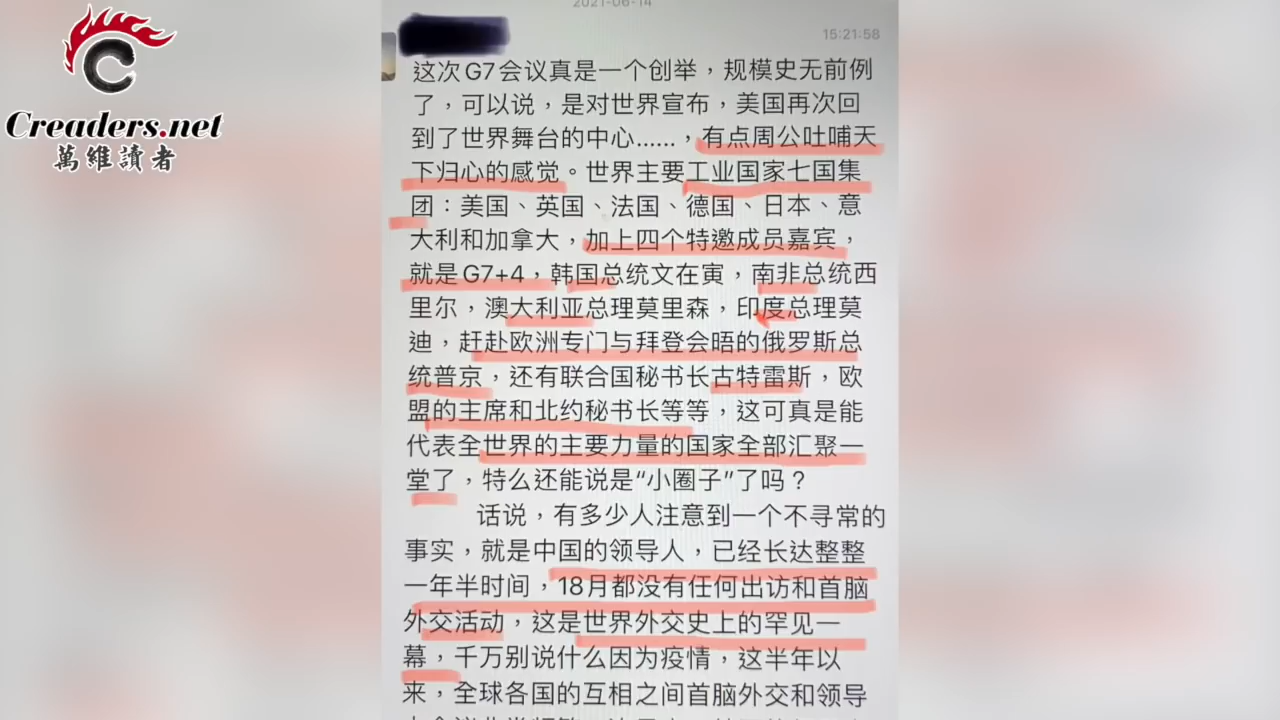 2021-06-14
15:21:58
Creaders.net
萬維讀者
这次G7会议真是一个创举，规模史无前例
了，可以说，是对世界宣布，美国再次回
到了世界舞台的中心……，有点周公吐哺天
下归心的感觉。世界主要工业国家七国集
团：美国、英国、法国、德国、日本、意
大利和加拿大，加上四个特邀成员嘉宾，
就是G7+4，韩国总统文在寅，南非总统西
里尔，澳大利亚总理莫里森，印度总理莫
迪，赶赴欧洲专门与拜登会晤的俄罗斯总
统普京，还有联合国秘书长古特雷斯，欧
盟的主席和北约秘书长等等，这可真是能
代表全世界的主要力量的国家全部汇聚一
堂了，特么还能说是“小圈子”了吗？
话说，有多少人注意到一个不寻常的
事实，就是中国的领导人，已经长达整整
一年半时间，18月都没有任何出访和首脑
外交活动，这是世界外交史上的罕见一
幕，千万别说什么因为疫情，这半年以
来，全球各国的互相之间首脑外交和领导